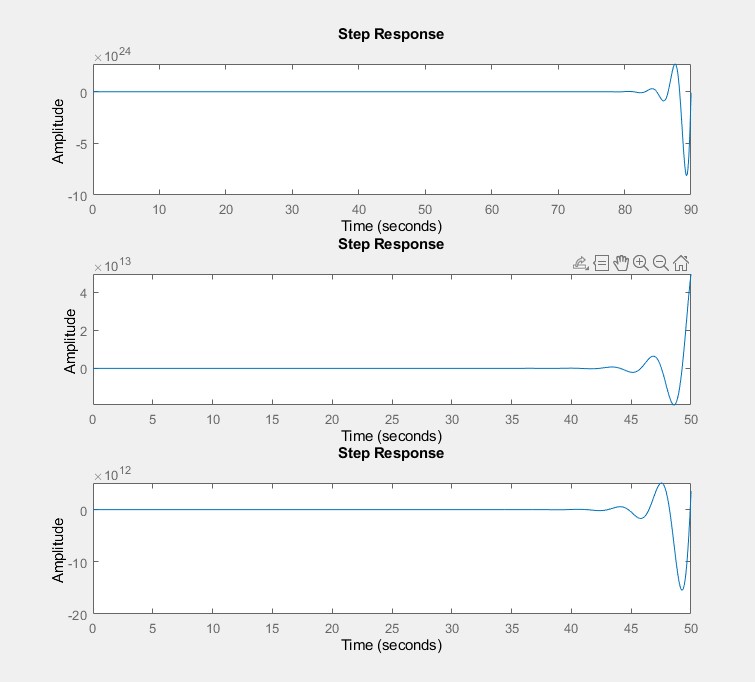 Step Response
×10^24
0
-5
-10
Amplitude
0 10 20 30 40 50 60 70 80 90
Time (seconds)
Step Response
×10^13
4
2
0
Amplitude
0 5 10 15 20 25 30 35 40 45 50
Time (seconds)
Step Response
×10^12
0
-10
-20
Amplitude
0 5 10 15 20 25 30 35 40 45 50
Time (seconds)